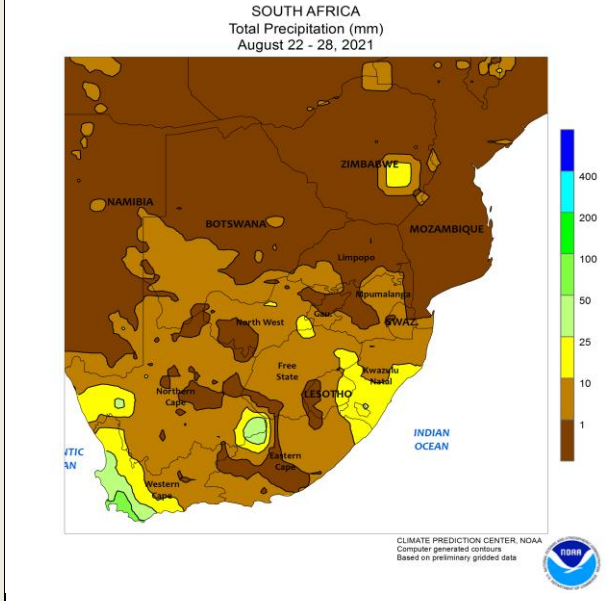 SOUTH AFRICA
Total Precipitation (mm)
August 22 - 28, 2021
ZIMBABWE
NAMIBIA
BOTSWANA
MOZAMBIQUE
Limpopo
Mpumalanga
Gau.
SWAZ.
North West
Free
State
Kwazulu
Natal
Northern
Cape
LESOTHO
Eastern
Cape
Western
Cape
NTIC
AN
INDIAN
OCEAN
400
200
100
50
25
10
1
CLIMATE PREDICTION CENTER, NOAA
Computer generated contours
Based on preliminary gridded data
NOAA